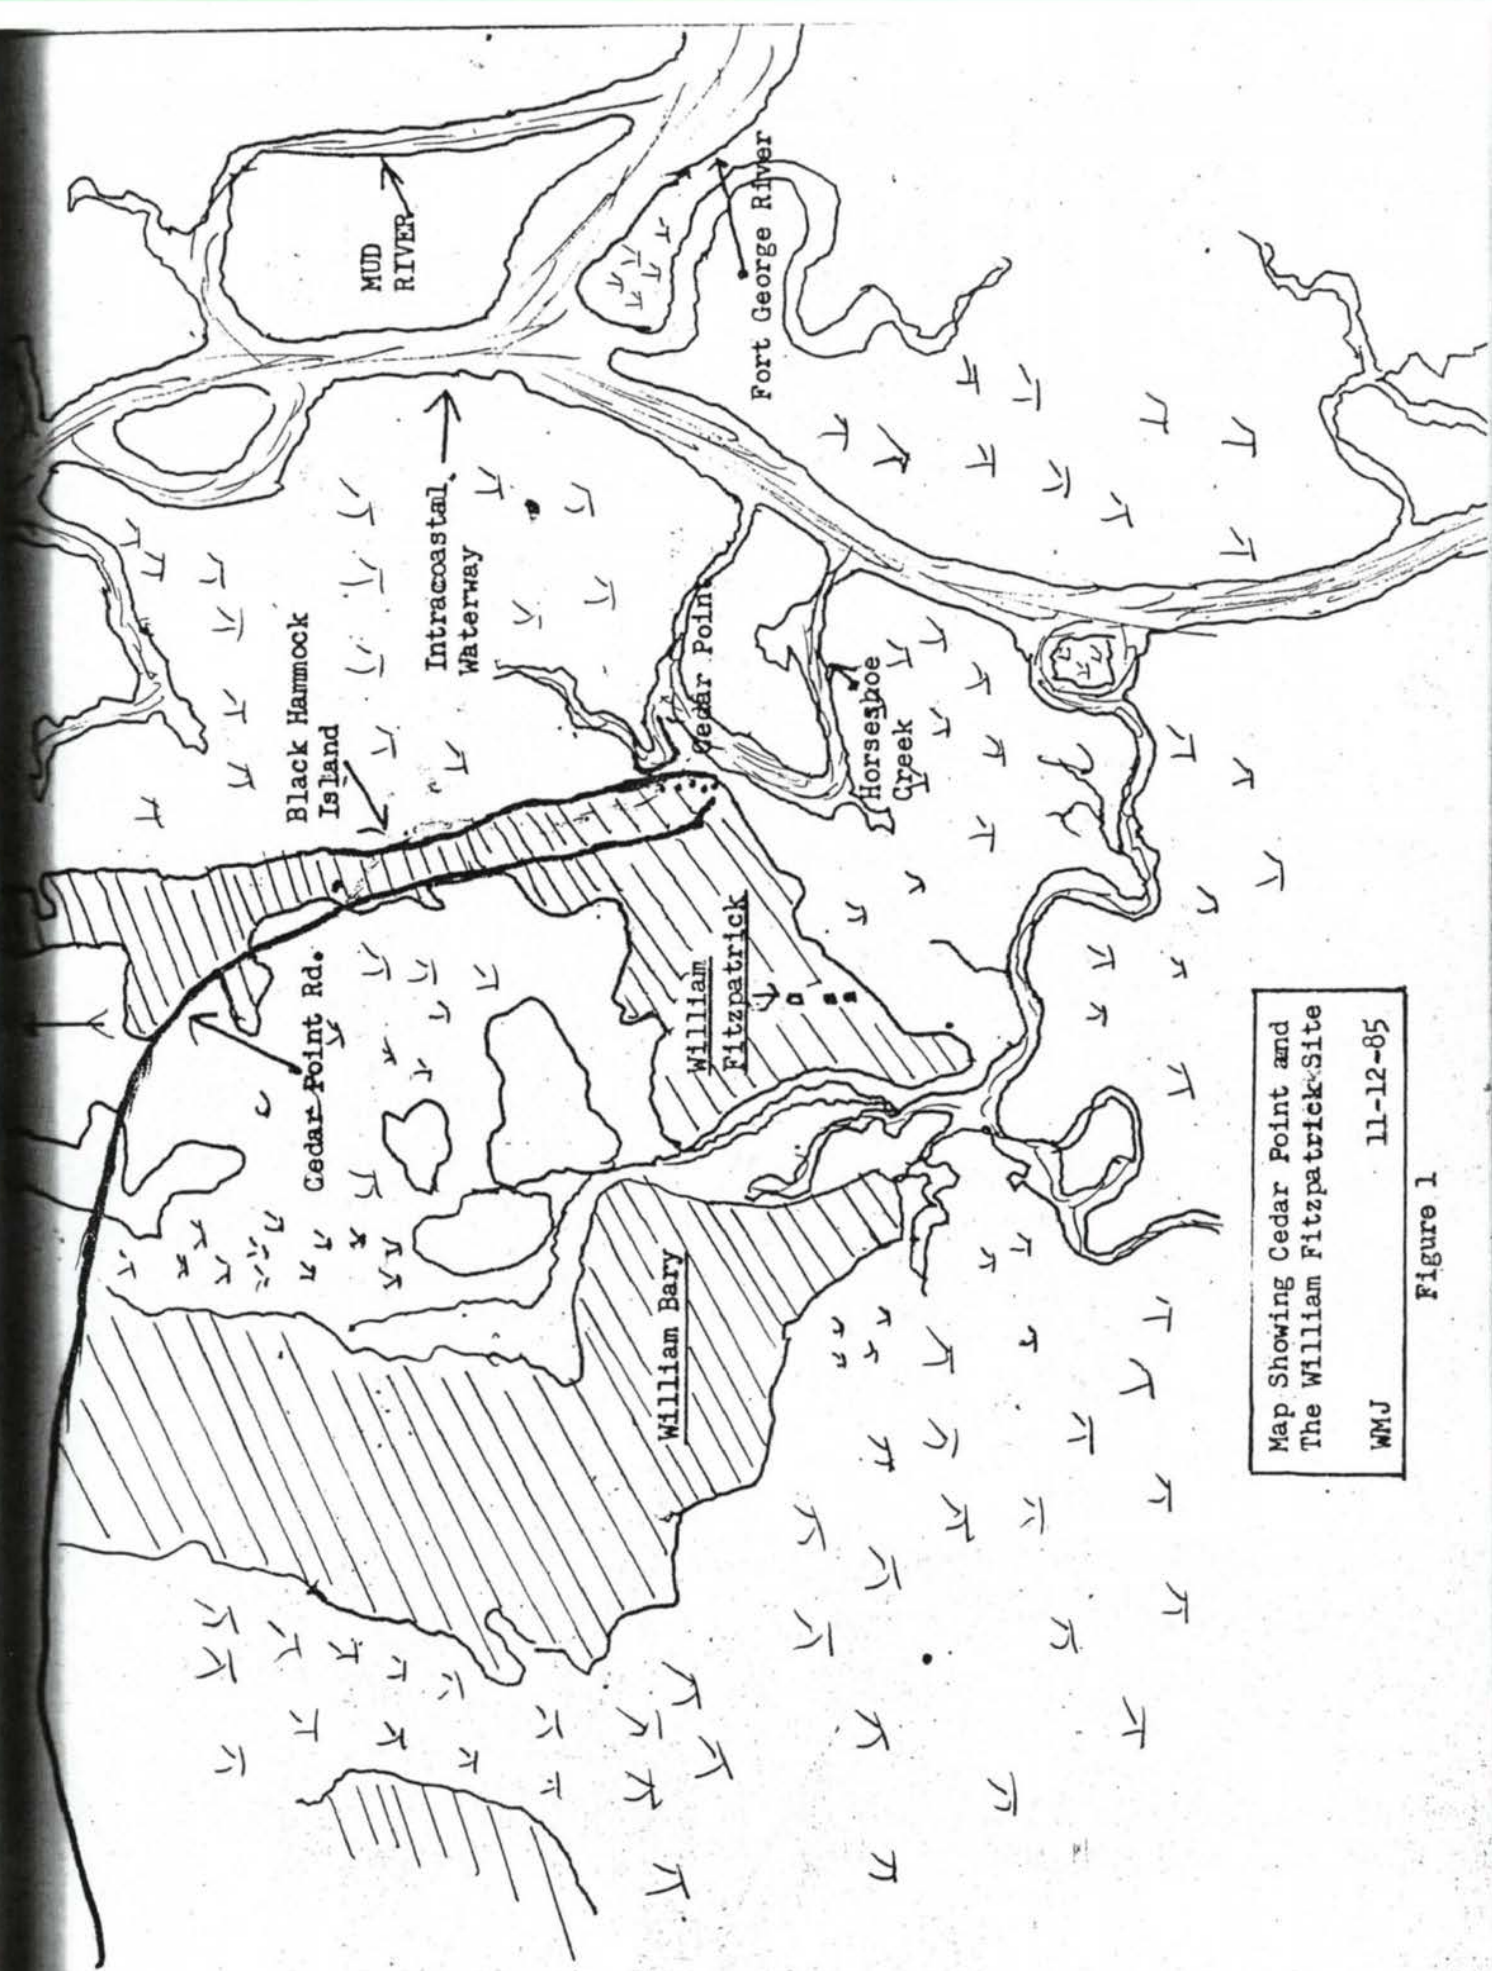 MUD
RIVER
Fort George River
Intracoastal
Waterway
Black Hammock
Island
Cedar Point
Horseshoe
Creek
Cedar Point Rd.
William
Fitzpatrick
William Bary
Map Showing Cedar Point and
The William Fitzpatrick Site
WMJ 11-12-85
Figure 1